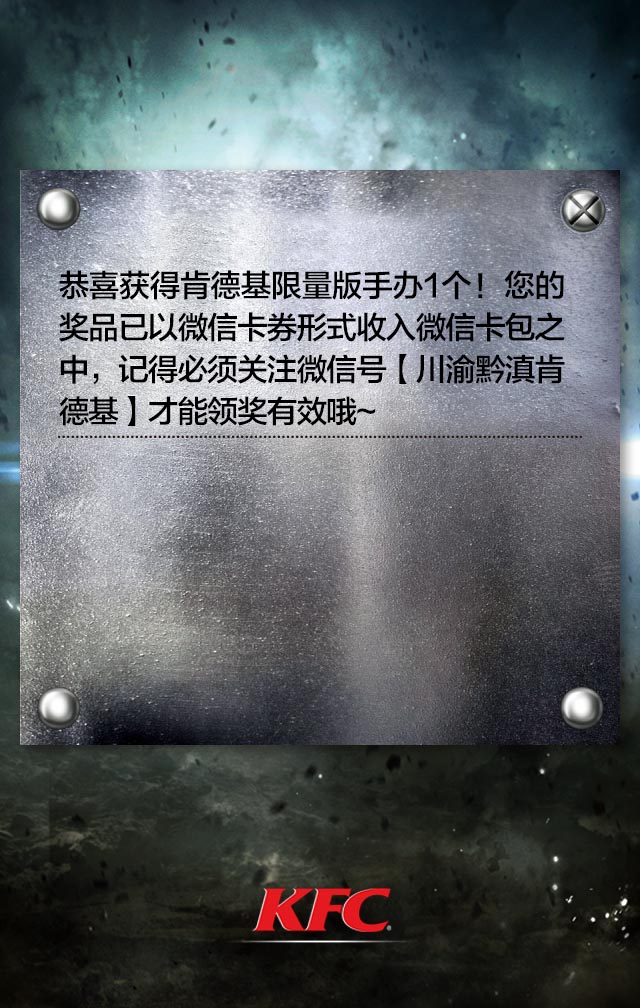 恭喜获得肯德基限量版手办1个！您的
奖品已以微信卡券形式收入微信卡包之
中，记得必须关注微信号【川渝黔滇肯
德基】才能领奖有效哦~
KFC